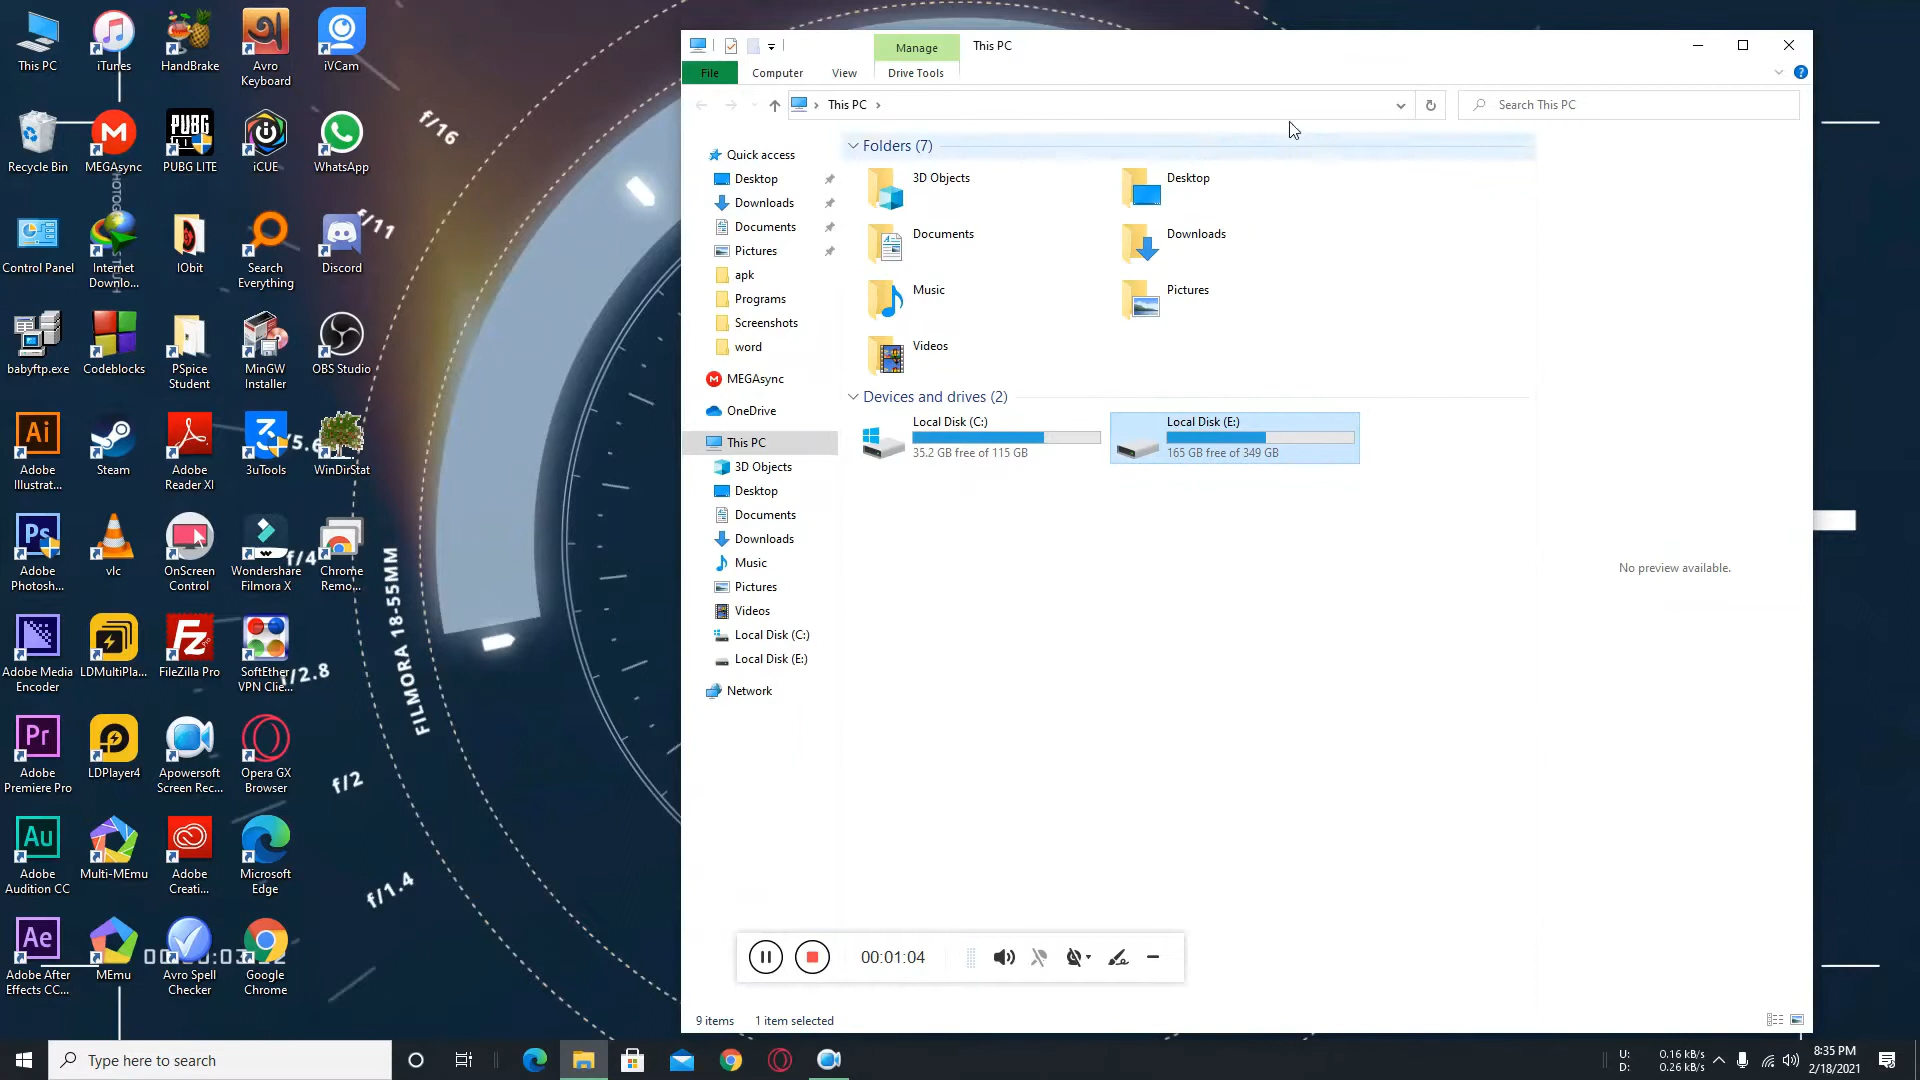 This PC
iTunes
HandBrake
Avro
Keyboard
iVCam
Recycle Bin
MEGAsync
PUBG LITE
iCUE
WhatsApp
Control Panel
Internet
Downlo...
IObit
Search
Everything
Discord
babyftp.exe
Codeblocks
PSpice
Student
MinGW
Installer
OBS Studio
Adobe
Illustrat...
Steam
Adobe
Reader XI
3uTools
WinDirStat
Adobe
Photosh...
vlc
OnScreen
Control
Wondershare
Filmora X
Chrome
Remo...
Adobe Media
Encoder
LDMultiPla...
FileZilla Pro
SoftEther
VPN Clie...
Adobe
Premiere Pro
LDPlayer4
Apowersoft
Screen Rec...
Opera GX
Browser
Adobe
Audition CC
Multi-MEmu
Adobe
Creati...
Microsoft
Edge
Adobe After
Effects CC...
MEmu
Avro Spell
Checker
Google
Chrome
f/16
f/11
f/5.6
f/4
f/2.8
f/2
f/1.4
FILMORA 18-55MM
Manage
This PC
File
Computer
View
Drive Tools
This PC
Search This PC
Quick access
Desktop
Downloads
Documents
Pictures
apk
Programs
Screenshots
word
MEGAsync
OneDrive
This PC
3D Objects
Desktop
Documents
Downloads
Music
Pictures
Videos
Local Disk (C:)
Local Disk (E:)
Network
Folders (7)
3D Objects
Desktop
Documents
Downloads
Music
Pictures
Videos
Devices and drives (2)
Local Disk (C:)
35.2 GB free of 115 GB
Local Disk (E:)
165 GB free of 349 GB
No preview available.
00:01:04
9 items 1 item selected
Type here to search
U: 0.16 kB/s
D: 0.26 kB/s
8:35 PM
2/18/2021